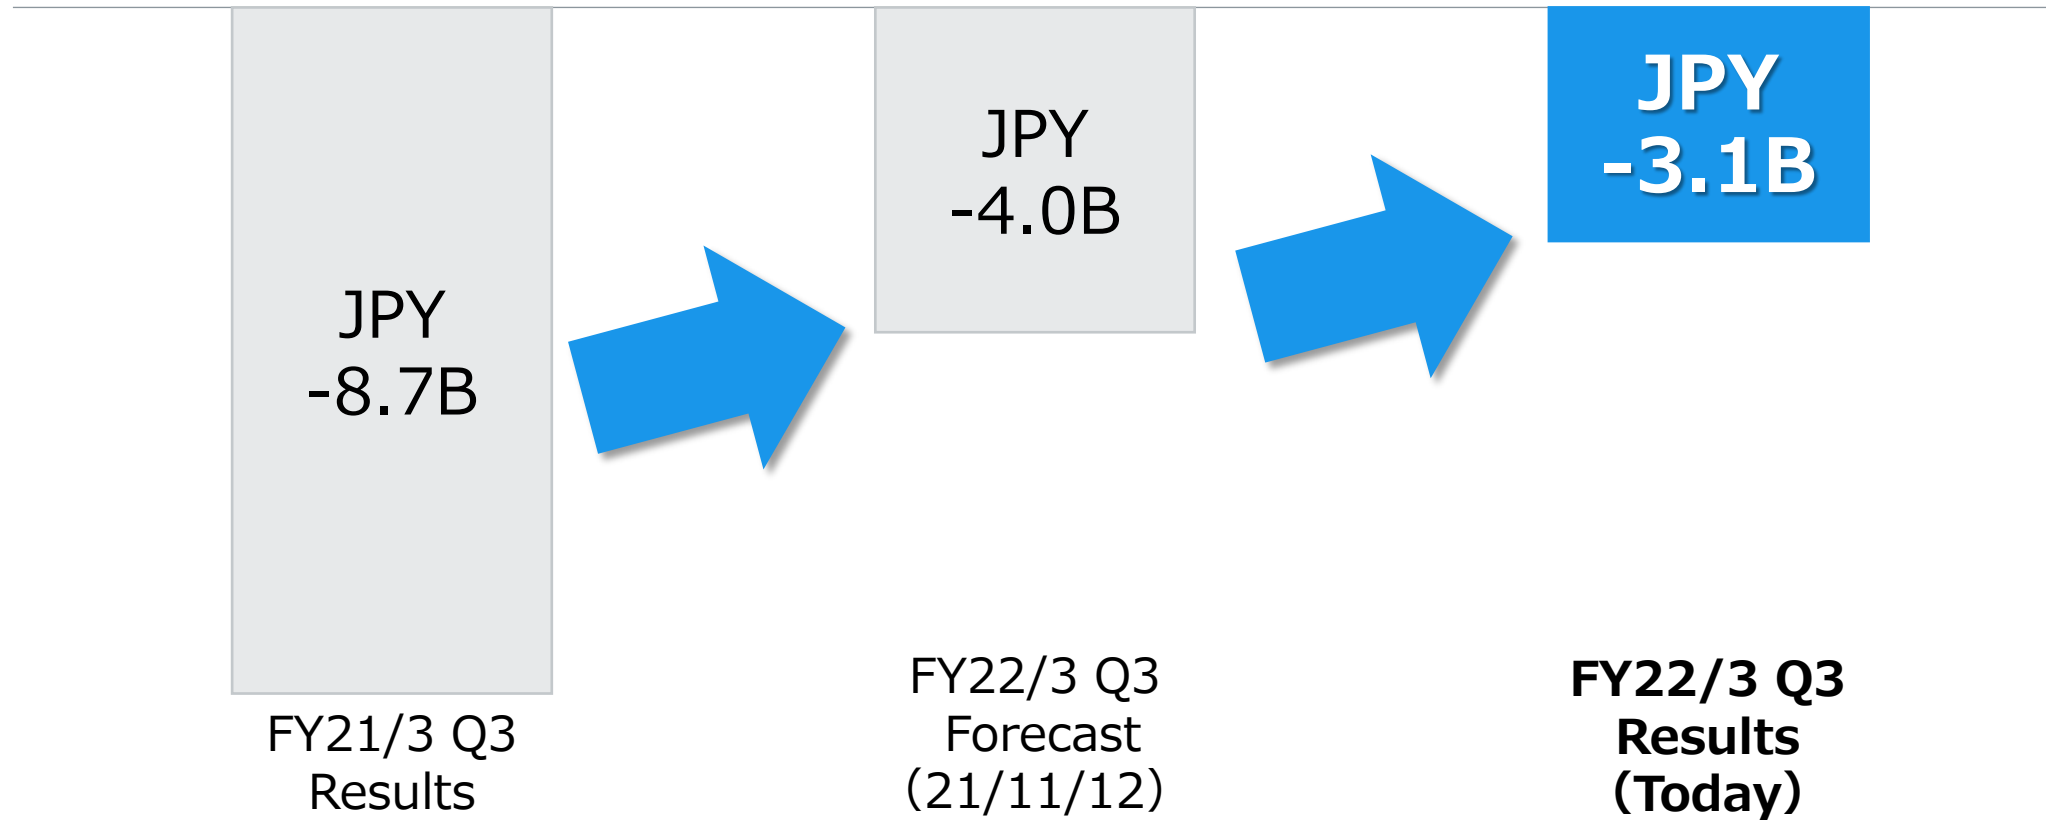 JPY
-8.7B
FY21/3 Q3
Results
JPY
-4.0B
FY22/3 Q3
Forecast
（21/11/12）
JPY
-3.1B
FY22/3 Q3
Results
（Today）